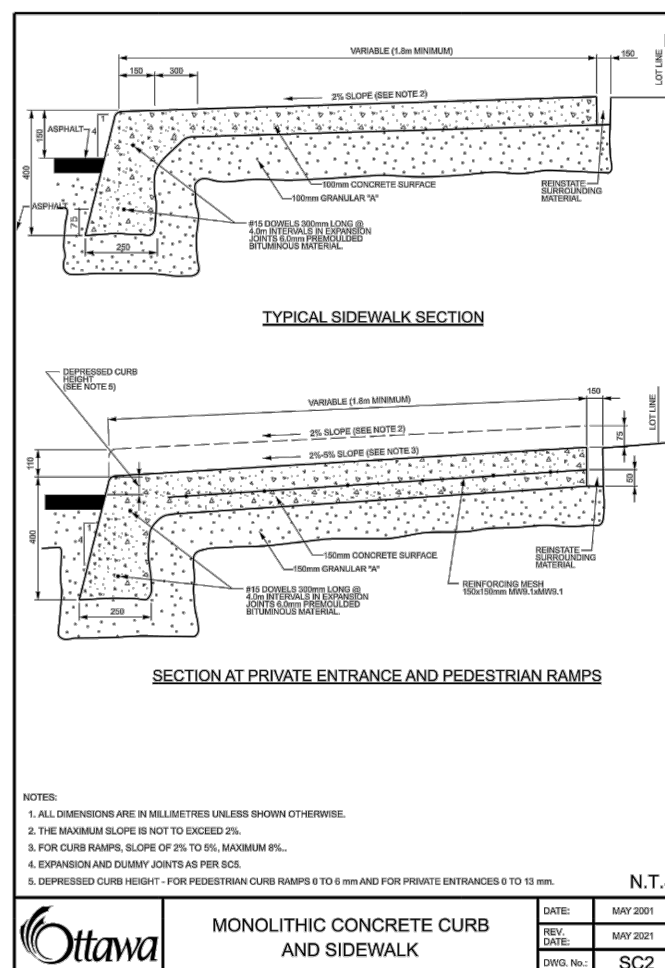 VARIABLE (1.8m MINIMUM)
150
LOT LINE
150
300
2% SLOPE (SEE NOTE 2)
ASPHALT
1
4
150
400
ASPHALT
75
250
100mm CONCRETE SURFACE
100mm GRANULAR "A"
REINSTATE
SURROUNDING
MATERIAL
#15 DOWELS 300mm LONG @
4.0m INTERVALS IN EXPANSION
JOINTS 6.0mm PREMOULDED
BITUMINOUS MATERIAL.
TYPICAL SIDEWALK SECTION
DEPRESSED CURB
HEIGHT
(SEE NOTE 5)
VARIABLE (1.8m MINIMUM)
150
LOT LINE
2% SLOPE (SEE NOTE 2)
75
2%-5% SLOPE (SEE NOTE 3)
110
50
1
4
400
150mm CONCRETE SURFACE
150mm GRANULAR "A"
REINSTATE
SURROUNDING
MATERIAL
250
#15 DOWELS 300mm LONG @
4.0m INTERVALS IN EXPANSION
JOINTS 6.0mm PREMOULDED
BITUMINOUS MATERIAL.
REINFORCING MESH
150x150mm MW9.1xMW9.1
SECTION AT PRIVATE ENTRANCE AND PEDESTRIAN RAMPS
NOTES:
1. ALL DIMENSIONS ARE IN MILLIMETRES UNLESS SHOWN OTHERWISE.
2. THE MAXIMUM SLOPE IS NOT TO EXCEED 2%.
3. FOR CURB RAMPS, SLOPE OF 2% TO 5%, MAXIMUM 8%..
4. EXPANSION AND DUMMY JOINTS AS PER SC5.
5. DEPRESSED CURB HEIGHT - FOR PEDESTRIAN CURB RAMPS 0 TO 6 mm AND FOR PRIVATE ENTRANCES 0 TO 13 mm.
N.T.
Ottawa
MONOLITHIC CONCRETE CURB
AND SIDEWALK
DATE: MAY 2001
REV.
DATE: MAY 2021
DWG. No.: SC2